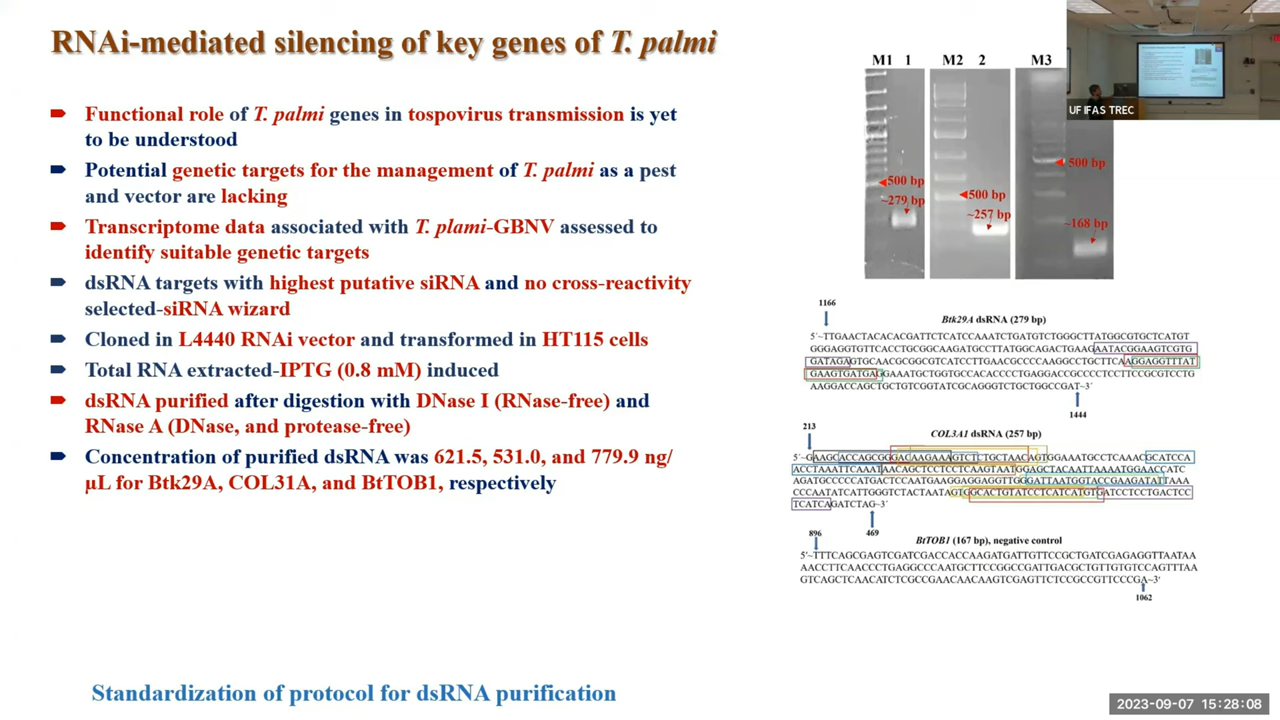 RNAi-mediated silencing of key genes of T. palmi
Functional role of T. palmi genes in tospovirus transmission is yet
to be understood
Potential genetic targets for the management of T. palmi as a pest
and vector are lacking
Transcriptome data associated with T. plami-GBNV assessed to
identify suitable genetic targets
dsRNA targets with highest putative siRNA and no cross-reactivity
selected-siRNA wizard
Cloned in L4440 RNAi vector and transformed in HT115 cells
Total RNA extracted-IPTG (0.8 mM) induced
dsRNA purified after digestion with DNase I (RNase-free) and
RNase A (DNase, and protease-free)
Concentration of purified dsRNA was 621.5, 531.0, and 779.9 ng/
µL for Btk29A, COL31A, and BtTOB1, respectively
Standardization of protocol for dsRNA purification
M1 1 M2 2 M3
500 bp
~279 bp
500 bp
~257 bp
500 bp
~168 bp
UF IFAS TREC
1166
Btk29A dsRNA (279 bp)
5´~TTGAACTACACACGATTCTCATCCAAATCTGATGTCTGGGCTTATGGCGTGCTCATGT
GGGAGGTGTTCACCTGCGGCAAGATGCCTTATGGCAGACTGAAGAATACGGAAGTCGTG
GATAGAGTGCAACGCGGCGTCATCCTTGAACGCCCCAAGGCCTGCTTCAAGGAGGTTTAT
GAAGTGATGAGGAAATGCTGGTGCCACACCCCTGAGGACCGCCCCTCCTTCCGCGTCCTG
AAGGACCAGCTGCTGTCGGTATCGCAGGGTCTGCTGGCCGAT~3´
1444
213
COL3A1 dsRNA (257 bp)
5´~GAAGCACCAGCGGGACAAGAAAGTCTCTGCTAACAGTGGAAATGCCTCAAACGCATCCA
ACCTAAATTCAAATAACAGCTCCTCCTCAAGTAATGGAGCTACAATTAAAATGGAACCATC
AGATGCCCCCATGACTCCAATGAAGGAGGAGGTTGGGATTAATGGTACCGAAGATATTAAA
CCCAATATCATTGGGTCTACTAATAGTGGCACTGTATCCTCATCATGTGATCCTCCTGACTCC
TCATCAGATCTAG~3´
469
896
BtTOB1 (167 bp), negative control
5´~TTTCAGCGAGTCGATCGACCACCAAGATGATTGTTCCGCTGATCGAGAGGTTAATAA
AACCTTCAACCCTGAGGCCCAATGCTTCCGGCCGATTGACGCTGTTGTGTCCAGTTTAA
GTCAGCTCAACATCTCGCCGAACAACAAGTCGAGTTCTCCGCCGTTCCCGA~3´
1062
2023-09-07 15:28:08